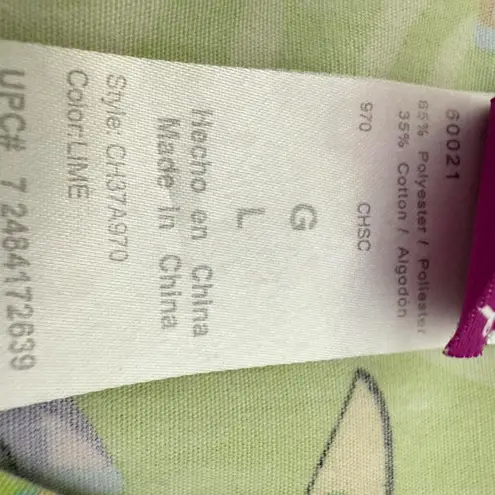 60021
65% Polyester / Poliester
35% Cotton / Algodón
970 CHSC
G
L
Hecho en China
Made in China
Style: CH37A970
Color:LIME
UPC# 7 2484172639